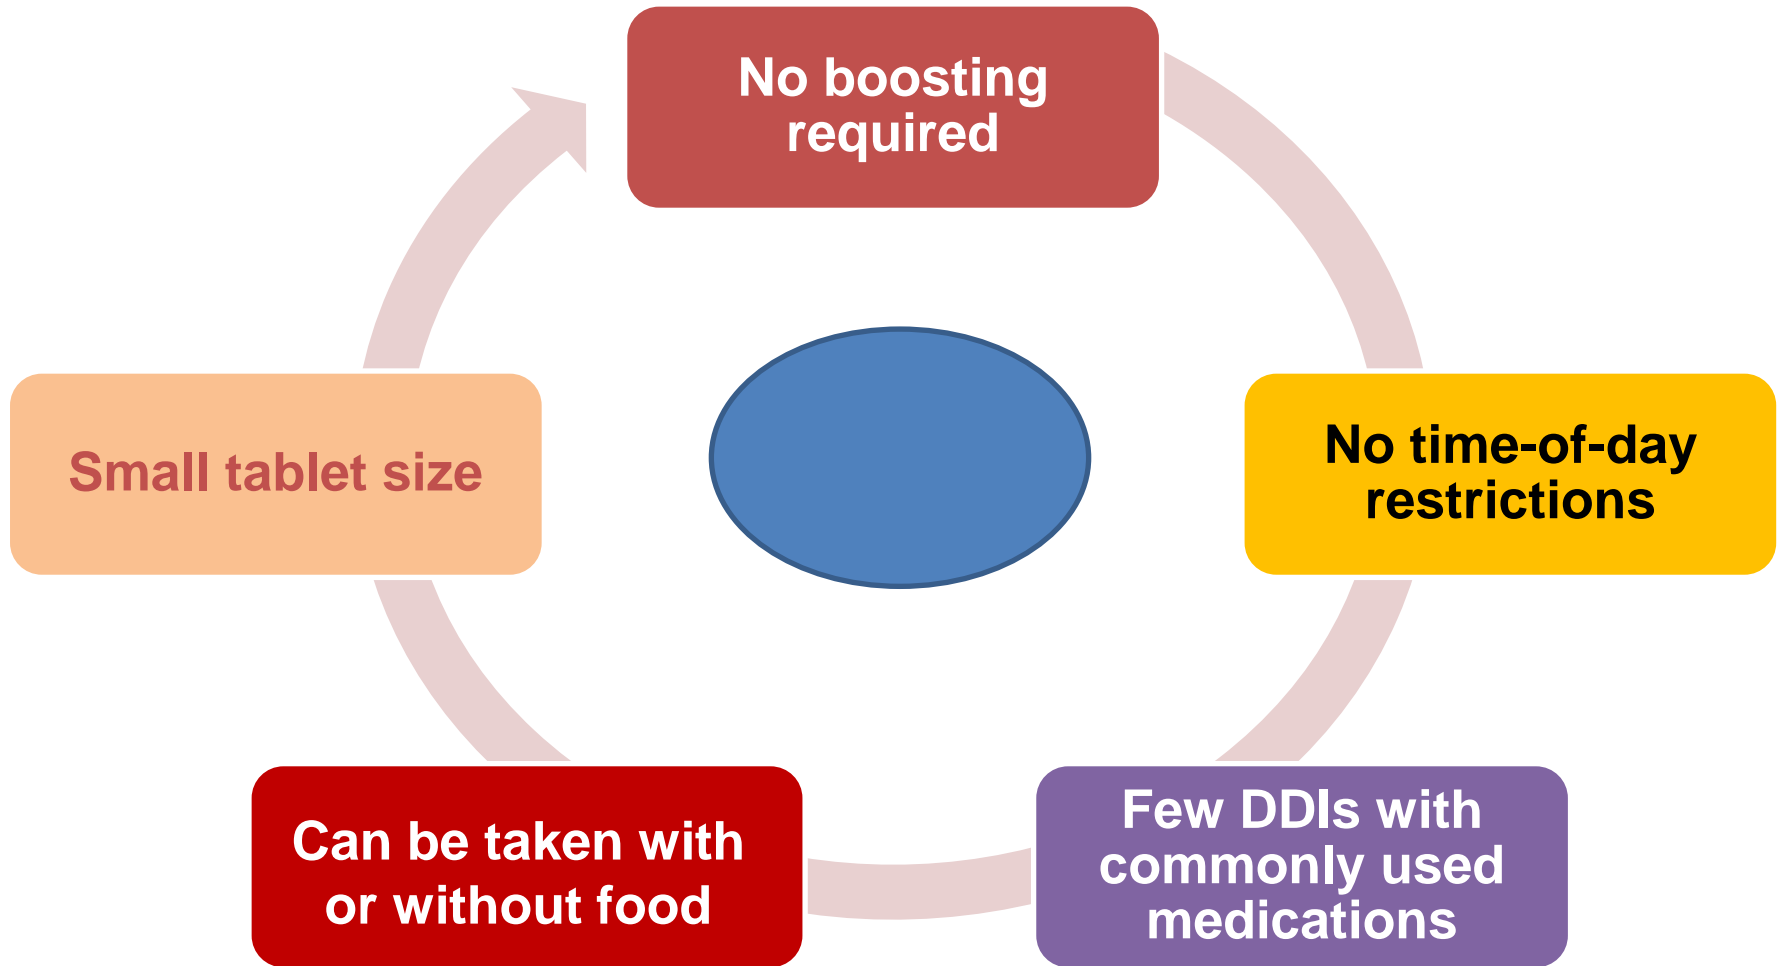 No boosting
required
No time-of-day
restrictions
Few DDIs with
commonly used
medications
Can be taken with
or without food
Small tablet size